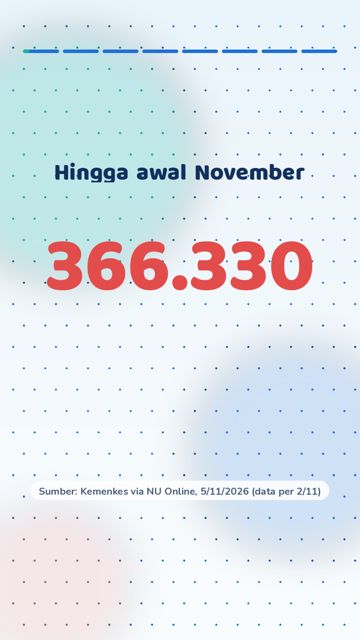 Hingga awal November
366.330
Sumber: Kemenkes via NU Online, 5/11/2026 (data per 2/11)